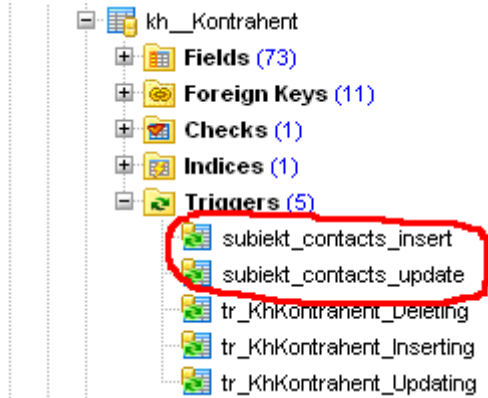 kh__Kontrahent
Fields (73)
Foreign Keys (11)
Checks (1)
Indices (1)
Triggers (5)
subiekt_contacts_insert
subiekt_contacts_update
tr_KhKontrahent_Deleting
tr_KhKontrahent_Inserting
tr_KhKontrahent_Updating